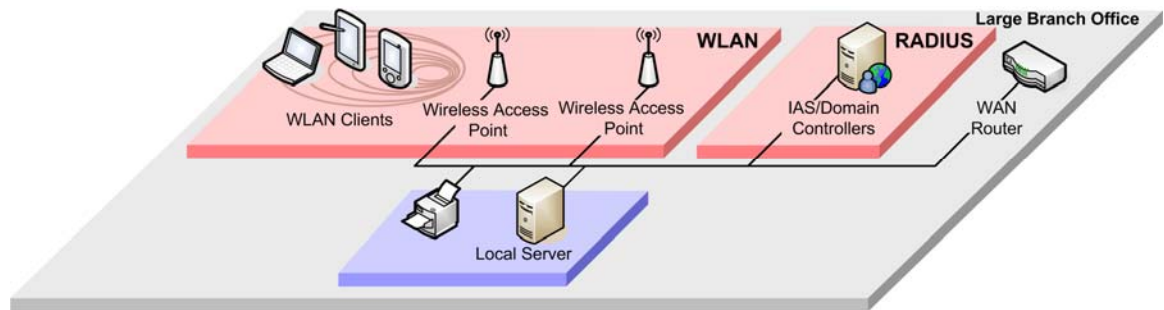 Large Branch Office
WLAN
RADIUS
WLAN Clients
Wireless Access
Point
Wireless Access
Point
IAS/Domain
Controllers
WAN
Router
Local Server